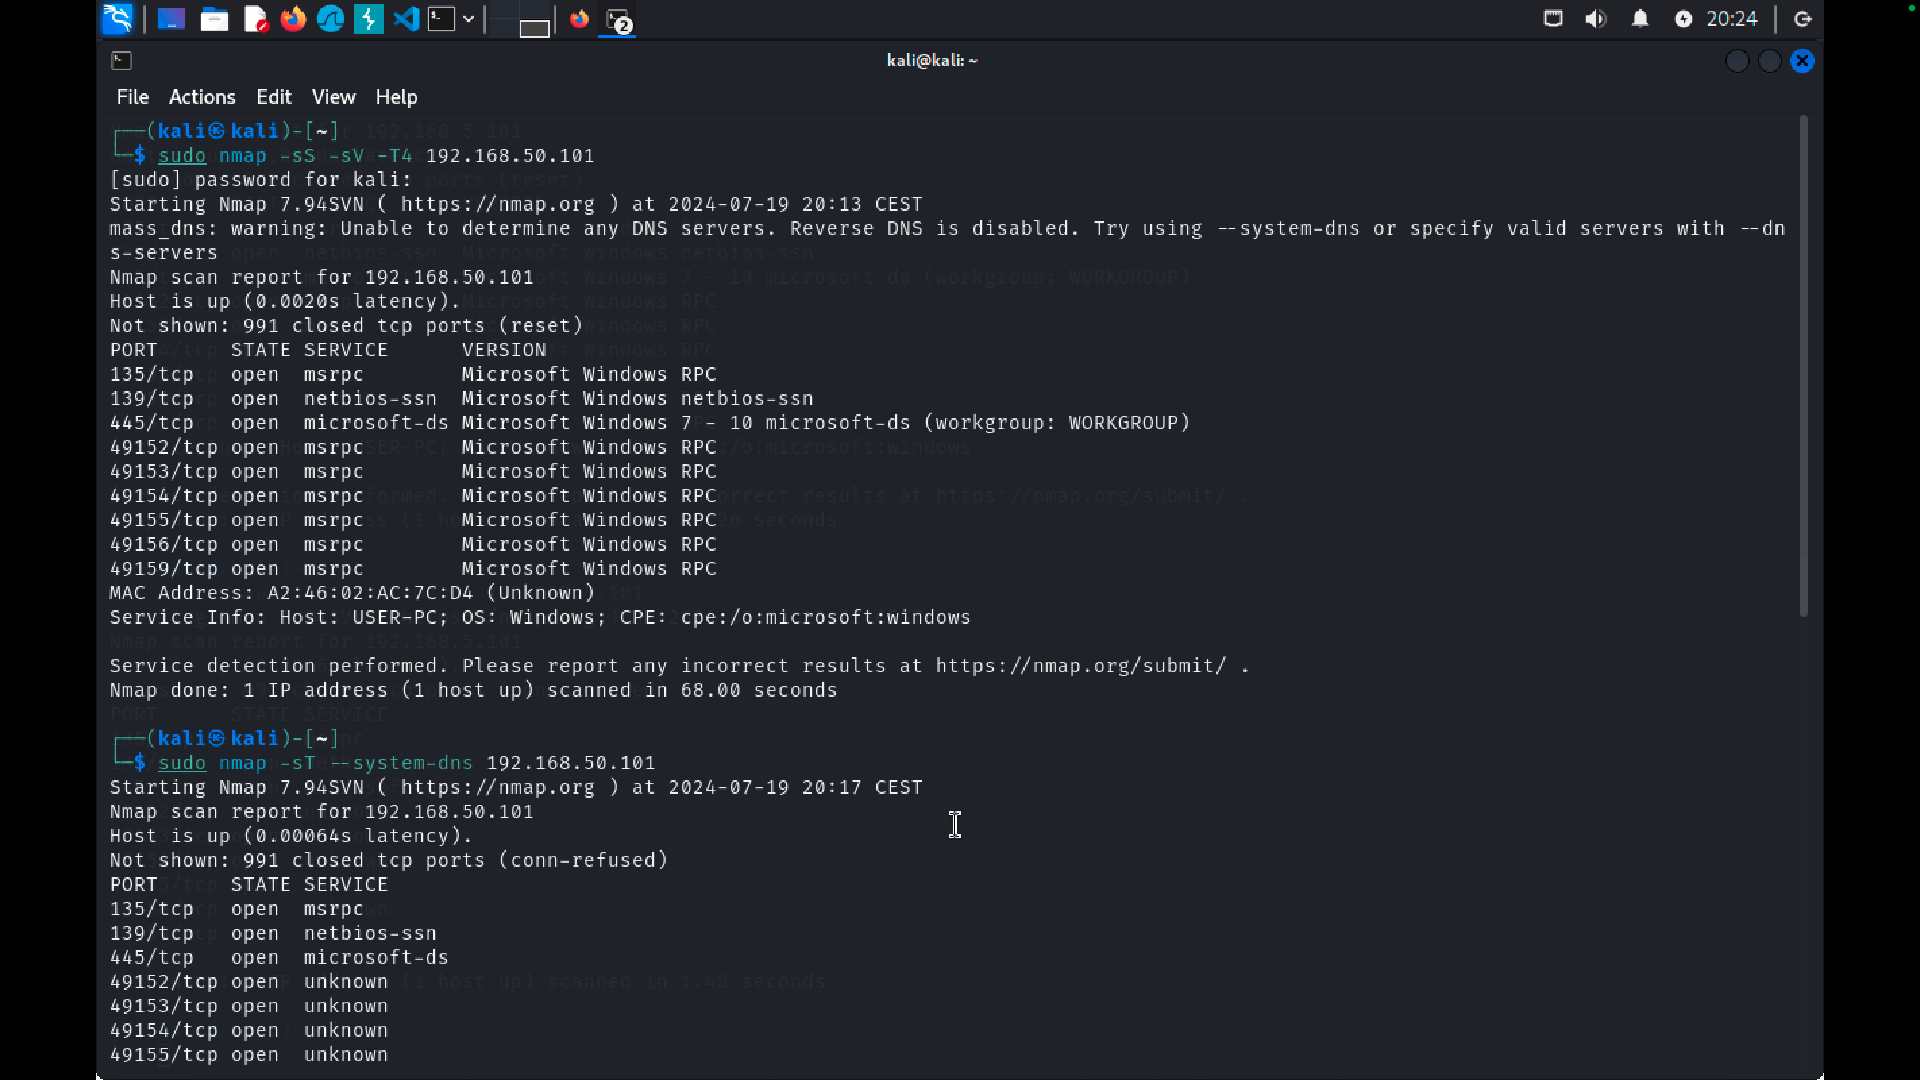 2
20:24
kali@kali: ~
File Actions Edit View Help
┌──(kali㉿kali)-[~]
└─$ sudo nmap -sS -sV -T4 192.168.50.101
[sudo] password for kali:
Starting Nmap 7.94SVN ( https://nmap.org ) at 2024-07-19 20:13 CEST
mass_dns: warning: Unable to determine any DNS servers. Reverse DNS is disabled. Try using --system-dns or specify valid servers with --dn
s-servers
Nmap scan report for 192.168.50.101
Host is up (0.0020s latency).
Not shown: 991 closed tcp ports (reset)
PORT      STATE SERVICE      VERSION
135/tcp   open  msrpc        Microsoft Windows RPC
139/tcp   open  netbios-ssn  Microsoft Windows netbios-ssn
445/tcp   open  microsoft-ds Microsoft Windows 7 - 10 microsoft-ds (workgroup: WORKGROUP)
49152/tcp open  msrpc        Microsoft Windows RPC
49153/tcp open  msrpc        Microsoft Windows RPC
49154/tcp open  msrpc        Microsoft Windows RPC
49155/tcp open  msrpc        Microsoft Windows RPC
49156/tcp open  msrpc        Microsoft Windows RPC
49159/tcp open  msrpc        Microsoft Windows RPC
MAC Address: A2:46:02:AC:7C:D4 (Unknown)
Service Info: Host: USER-PC; OS: Windows; CPE: cpe:/o:microsoft:windows
Service detection performed. Please report any incorrect results at https://nmap.org/submit/ .
Nmap done: 1 IP address (1 host up) scanned in 68.00 seconds
┌──(kali㉿kali)-[~]
└─$ sudo nmap -sT --system-dns 192.168.50.101
Starting Nmap 7.94SVN ( https://nmap.org ) at 2024-07-19 20:17 CEST
Nmap scan report for 192.168.50.101
Host is up (0.00064s latency).
Not shown: 991 closed tcp ports (conn-refused)
PORT      STATE SERVICE
135/tcp   open  msrpc
139/tcp   open  netbios-ssn
445/tcp   open  microsoft-ds
49152/tcp open  unknown
49153/tcp open  unknown
49154/tcp open  unknown
49155/tcp open  unknown